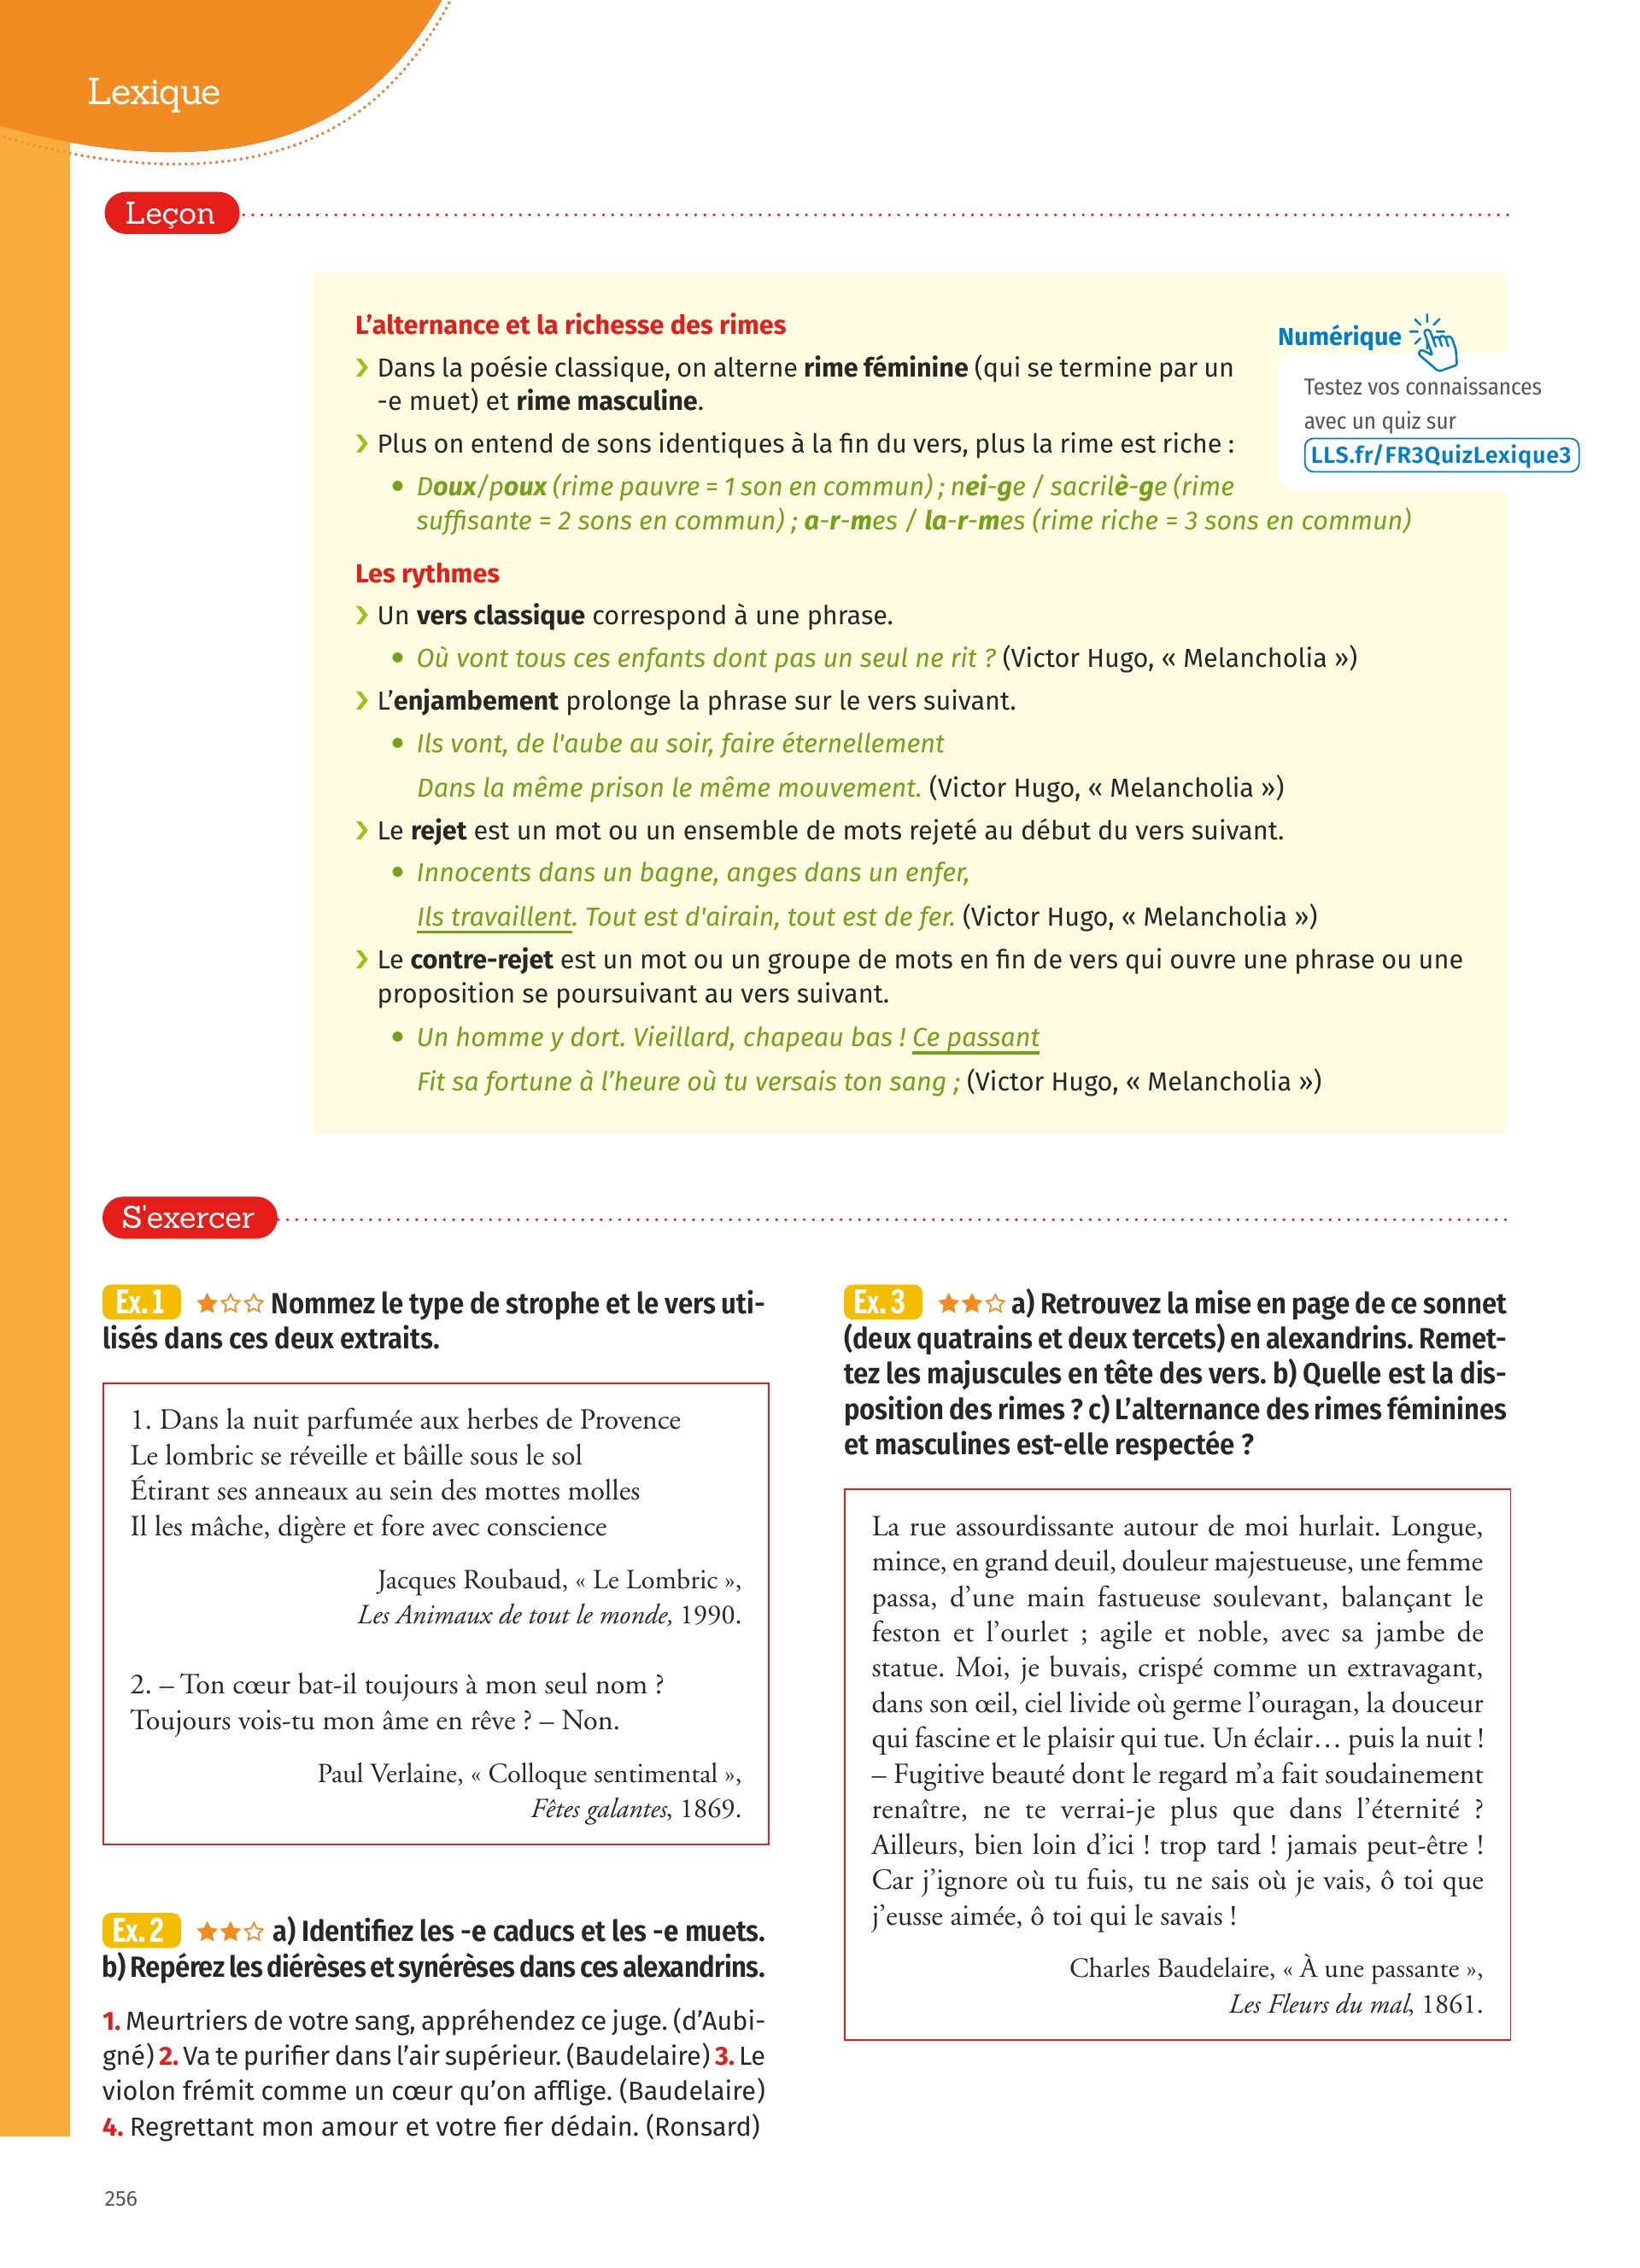 Lexique
Leçon
L’alternance et la richesse des rimes
› Dans la poésie classique, on alterne rime féminine (qui se termine par un
-e muet) et rime masculine.
› Plus on entend de sons identiques à la fin du vers, plus la rime est riche :
• Doux/poux (rime pauvre = 1 son en commun) ; nei-ge / sacrilè-ge (rime
suffisante = 2 sons en commun) ; a-r-mes / la-r-mes (rime riche = 3 sons en commun)
Numérique
Testez vos connaissances
avec un quiz sur
LLS.fr/FR3QuizLexique3
Les rythmes
› Un vers classique correspond à une phrase.
• Où vont tous ces enfants dont pas un seul ne rit ? (Victor Hugo, « Melancholia »)
› L’enjambement prolonge la phrase sur le vers suivant.
• Ils vont, de l'aube au soir, faire éternellement
Dans la même prison le même mouvement. (Victor Hugo, « Melancholia »)
› Le rejet est un mot ou un ensemble de mots rejeté au début du vers suivant.
• Innocents dans un bagne, anges dans un enfer,
Ils travaillent. Tout est d'airain, tout est de fer. (Victor Hugo, « Melancholia »)
› Le contre-rejet est un mot ou un groupe de mots en fin de vers qui ouvre une phrase ou une
proposition se poursuivant au vers suivant.
• Un homme y dort. Vieillard, chapeau bas ! Ce passant
Fit sa fortune à l’heure où tu versais ton sang ; (Victor Hugo, « Melancholia »)
S'exercer
Ex. 1 ★☆☆ Nommez le type de strophe et le vers uti-
lisés dans ces deux extraits.
1. Dans la nuit parfumée aux herbes de Provence
Le lombric se réveille et bâille sous le sol
Étirant ses anneaux au sein des mottes molles
Il les mâche, digère et fore avec conscience
Jacques Roubaud, « Le Lombric »,
Les Animaux de tout le monde, 1990.
2. – Ton cœur bat-il toujours à mon seul nom ?
Toujours vois-tu mon âme en rêve ? – Non.
Paul Verlaine, « Colloque sentimental »,
Fêtes galantes, 1869.
Ex. 2 ★★☆ a) Identifiez les -e caducs et les -e muets.
b) Repérez les diérèses et synérèses dans ces alexandrins.
1. Meurtriers de votre sang, appréhendez ce juge. (d’Aubi-
gné) 2. Va te purifier dans l’air supérieur. (Baudelaire) 3. Le
violon frémit comme un cœur qu’on afflige. (Baudelaire)
4. Regrettant mon amour et votre fier dédain. (Ronsard)
Ex. 3 ★★☆ a) Retrouvez la mise en page de ce sonnet
(deux quatrains et deux tercets) en alexandrins. Remet-
tez les majuscules en tête des vers. b) Quelle est la dis-
position des rimes ? c) L’alternance des rimes féminines
et masculines est-elle respectée ?
La rue assourdissante autour de moi hurlait. Longue,
mince, en grand deuil, douleur majestueuse, une femme
passa, d’une main fastueuse soulevant, balançant le
feston et l’ourlet ; agile et noble, avec sa jambe de
statue. Moi, je buvais, crispé comme un extravagant,
dans son œil, ciel livide où germe l’ouragan, la douceur
qui fascine et le plaisir qui tue. Un éclair… puis la nuit !
– Fugitive beauté dont le regard m’a fait soudainement
renaître, ne te verrai-je plus que dans l’éternité ?
Ailleurs, bien loin d’ici ! trop tard ! jamais peut-être !
Car j’ignore où tu fuis, tu ne sais où je vais, ô toi que
j’eusse aimée, ô toi qui le savais !
Charles Baudelaire, « À une passante »,
Les Fleurs du mal, 1861.
256